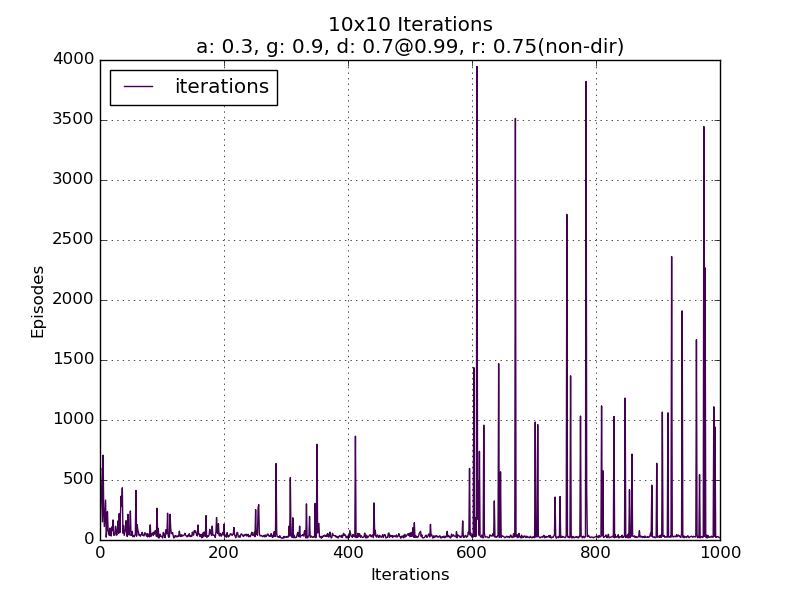 10x10 Iterations
a: 0.3, g: 0.9, d: 0.7@0.99, r: 0.75(non-dir)
iterations
4000
3500
3000
2500
2000
1500
1000
500
0
Episodes
0 200 400 600 800 1000
Iterations